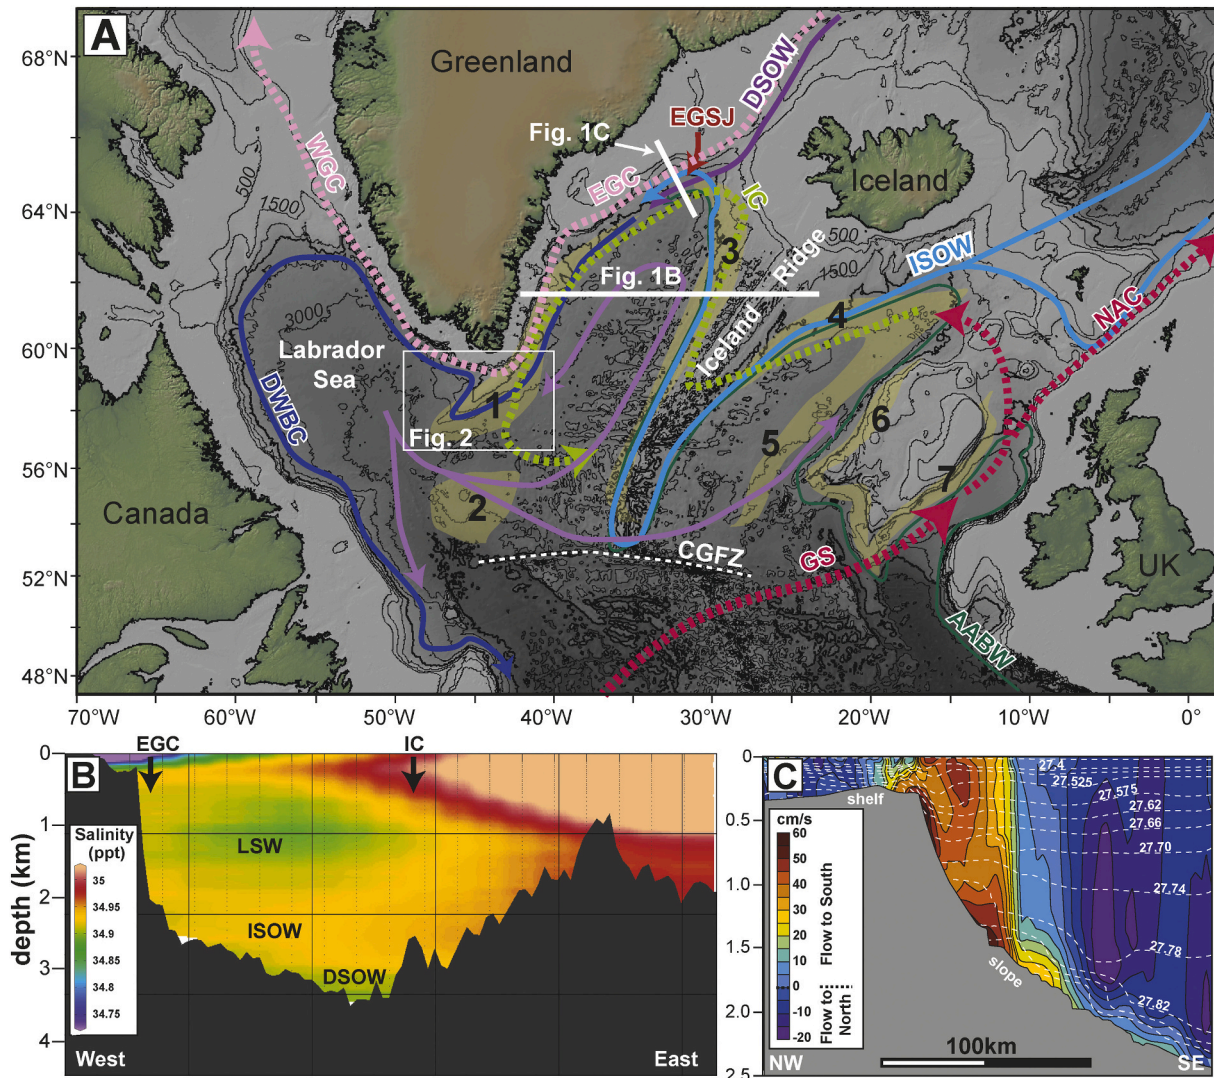 A
68°N
64°N
60°N
56°N
52°N
48°N
70°W
60°W
50°W
40°W
30°W
20°W
10°W
0°
Greenland
DSOW
EGSJ
Fig. 1C
WGC
EGC
IC
Iceland
500
1500
500
1500
3000
3
ISOW
Fig. 1B
Iceland Ridge
4
NAC
Labrador
Sea
DWBC
1
Fig. 2
6
5
7
2
Canada
CGFZ
GS
UK
AABW
B
EGC
IC
0
1
2
3
4
depth (km)
Salinity
(ppt)
35
34.95
34.9
34.85
34.8
34.75
LSW
ISOW
DSOW
West
East
C
0
0.5
1.0
1.5
2.0
2.5
shelf
slope
cm/s
60
50
40
30
20
10
0
-10
-20
Flow to South
Flow to
North
27.4
27.525
27.575
27.62
27.66
27.70
27.74
27.78
27.82
100km
NW
SE